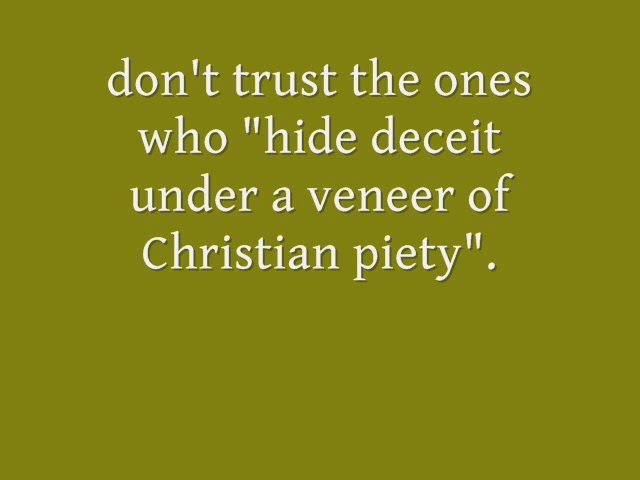 don't trust the ones
who "hide deceit
under a veneer of
Christian piety".